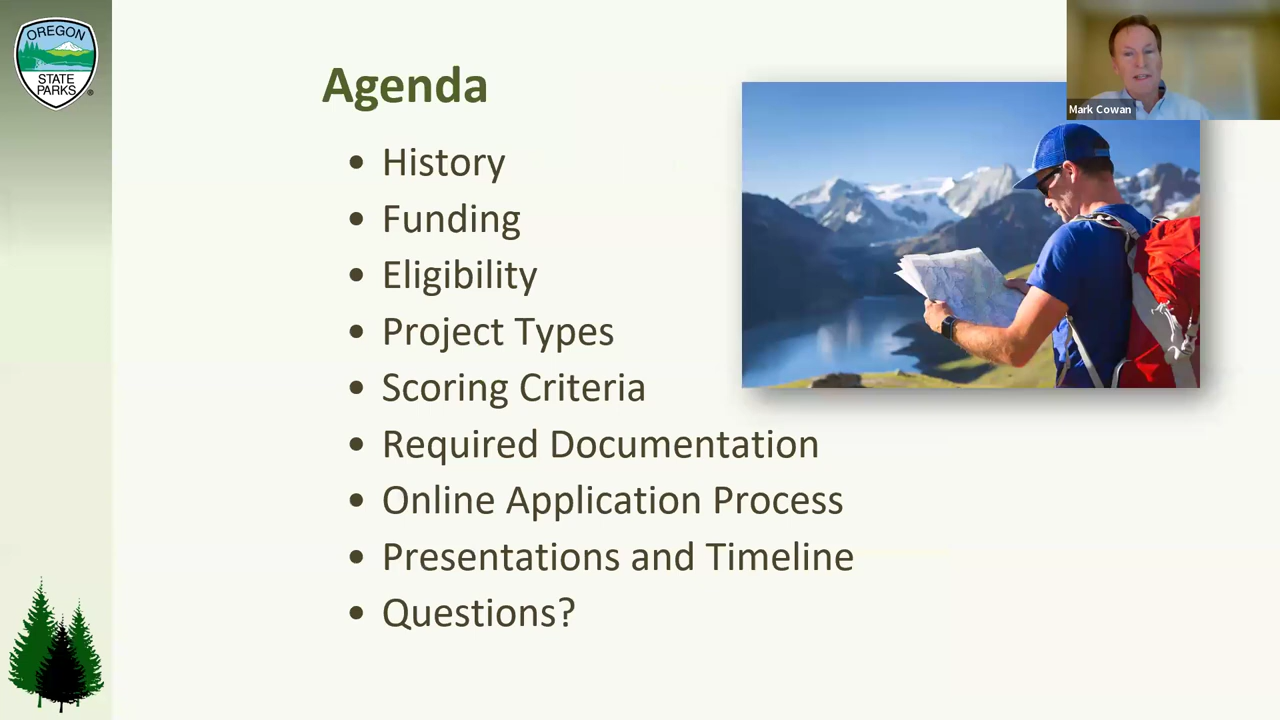 OREGON
STATE
PARKS
Agenda
Mark Cowan
• History
• Funding
• Eligibility
• Project Types
• Scoring Criteria
• Required Documentation
• Online Application Process
• Presentations and Timeline
• Questions?